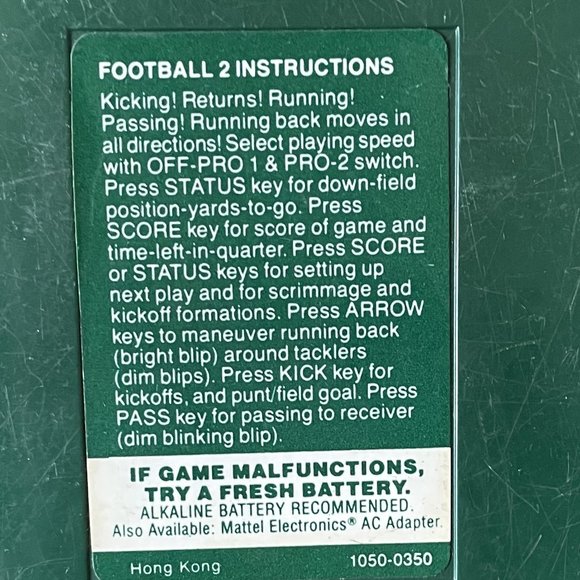 FOOTBALL 2 INSTRUCTIONS
Kicking! Returns! Running!
Passing! Running back moves in
all directions! Select playing speed
with OFF-PRO 1 & PRO-2 switch.
Press STATUS key for down-field
position-yards-to-go. Press
SCORE key for score of game and
time-left-in-quarter. Press SCORE
or STATUS keys for setting up
next play and for scrimmage and
kickoff formations. Press ARROW
keys to maneuver running back
(bright blip) around tacklers
(dim blips). Press KICK key for
kickoffs, and punt/field goal. Press
PASS key for passing to receiver
(dim blinking blip).
IF GAME MALFUNCTIONS,
TRY A FRESH BATTERY.
ALKALINE BATTERY RECOMMENDED.
Also Available: Mattel Electronics® AC Adapter.
Hong Kong 1050-0350